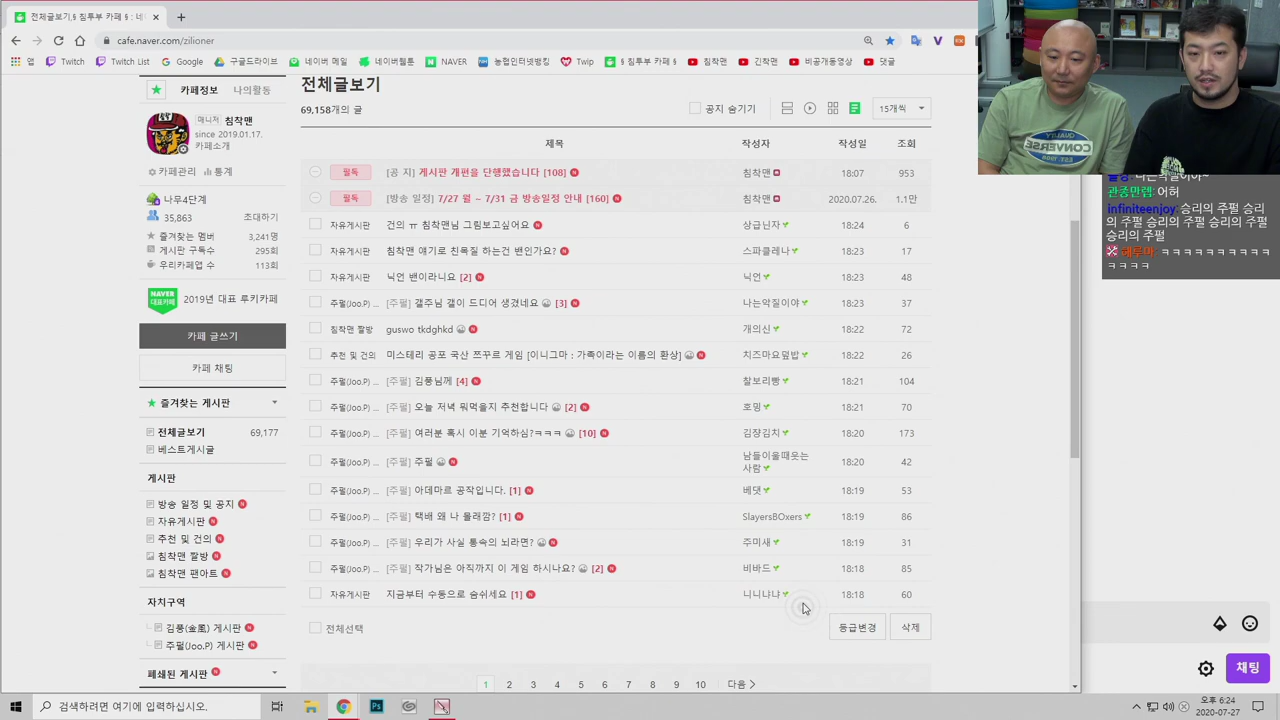 전체글보기,§ 침투부 카페 § : 네이
cafe.naver.com/zilioner
앱 Twitch Twitch List Google 구글드라이브 네이버 메일 네이버웹툰 NAVER 농협인터넷뱅킹 Twip § 침투부 카페 § 침착맨 긴착맨 비공개동영상 댓글
카페정보 나의활동
매니저 침착맨
since 2019.01.17.
카페소개
카페관리 통계
나무4단계
35,863 초대하기
즐겨찾는 멤버 3,241명
게시판 구독수 295회
우리카페앱 수 113회
NAVER
대표카페
2019년 대표 루키카페
카페 글쓰기
카페 채팅
즐겨찾는 게시판
전체글보기 69,177
베스트게시글
게시판
방송 일정 및 공지 N
자유게시판 N
추천 및 건의 N
침착맨 짤방 N
침착맨 팬아트 N
자치구역
김풍(金風) 게시판 N
주펄(Joo.P) 게시판 N
폐쇄된 게시판 N
전체글보기
69,158개의 글 공지 숨기기 15개씩
제목 작성자 작성일 조회
필독 [공 지] 게시판 개편을 단행했습니다 [108] N 침착맨 18:07 953
필독 [방송 일정] 7/27 월 ~ 7/31 금 방송일정 안내 [160] N 침착맨 2020.07.26. 1.1만
자유게시판 건의 ㅠ 침착맨님 그림보고싶어요 N 상급닌자 18:24 6
자유게시판 침착맨 여기로 친목질 하는건 밴인가요? N 스파클레나 18:23 17
자유게시판 닉언 밴이라니요 [2] N 닉언 18:23 48
주펄(Joo.P) ... [주펄] 갤주님 갤이 드디어 생겼네요 [3] N 나는악질이야 18:23 37
침착맨 짤방 guswo tkdghkd N 개의신 18:22 72
추천 및 건의 미스테리 공포 국산 쯔꾸르 게임 [이니그마 : 가족이라는 이름의 환상] N 치즈마요덮밥 18:22 26
주펄(Joo.P) ... [주펄] 김풍님께 [4] N 찰보리빵 18:21 104
주펄(Joo.P) ... [주펄] 오늘 저녁 뭐먹을지 추천합니다 [2] N 호밍 18:21 70
주펄(Joo.P) ... [주펄] 여러분 혹시 이분 기억하심?ㅋㅋㅋ [10] N 김쟝김치 18:20 173
주펄(Joo.P) ... [주펄] 주펄 N 남들이울때웃는사람 18:20 42
주펄(Joo.P) ... [주펄] 아데마르 공작입니다. [1] N 베댓 18:19 53
주펄(Joo.P) ... [주펄] 택배 왜 나 몰래깜? [1] N SlayersBOxers 18:19 86
주펄(Joo.P) ... [주펄] 우리가 사실 통속의 뇌라면? N 주미새 18:19 31
주펄(Joo.P) ... [주펄] 작가님은 아직까지 이 게임 하시나요? [2] N 비바드 18:18 85
자유게시판 지금부터 수동으로 숨쉬세요 [1] N 니니냐냐 18:18 60
전체선택 등급변경 삭제
1 2 3 4 5 6 7 8 9 10 다음 >
CONVERSE
관종만렙: 어허
infiniteenjoy: 승리의 주펄 승리
의 주펄 승리의 주펄 승리의 주펄
승리의 주펄
해루마: ㅋㅋㅋㅋㅋㅋㅋㅋㅋ
ㅋㅋㅋㅋㅋ
채팅
검색하려면 여기에 입력하십시오.
오후 6:24
2020-07-27